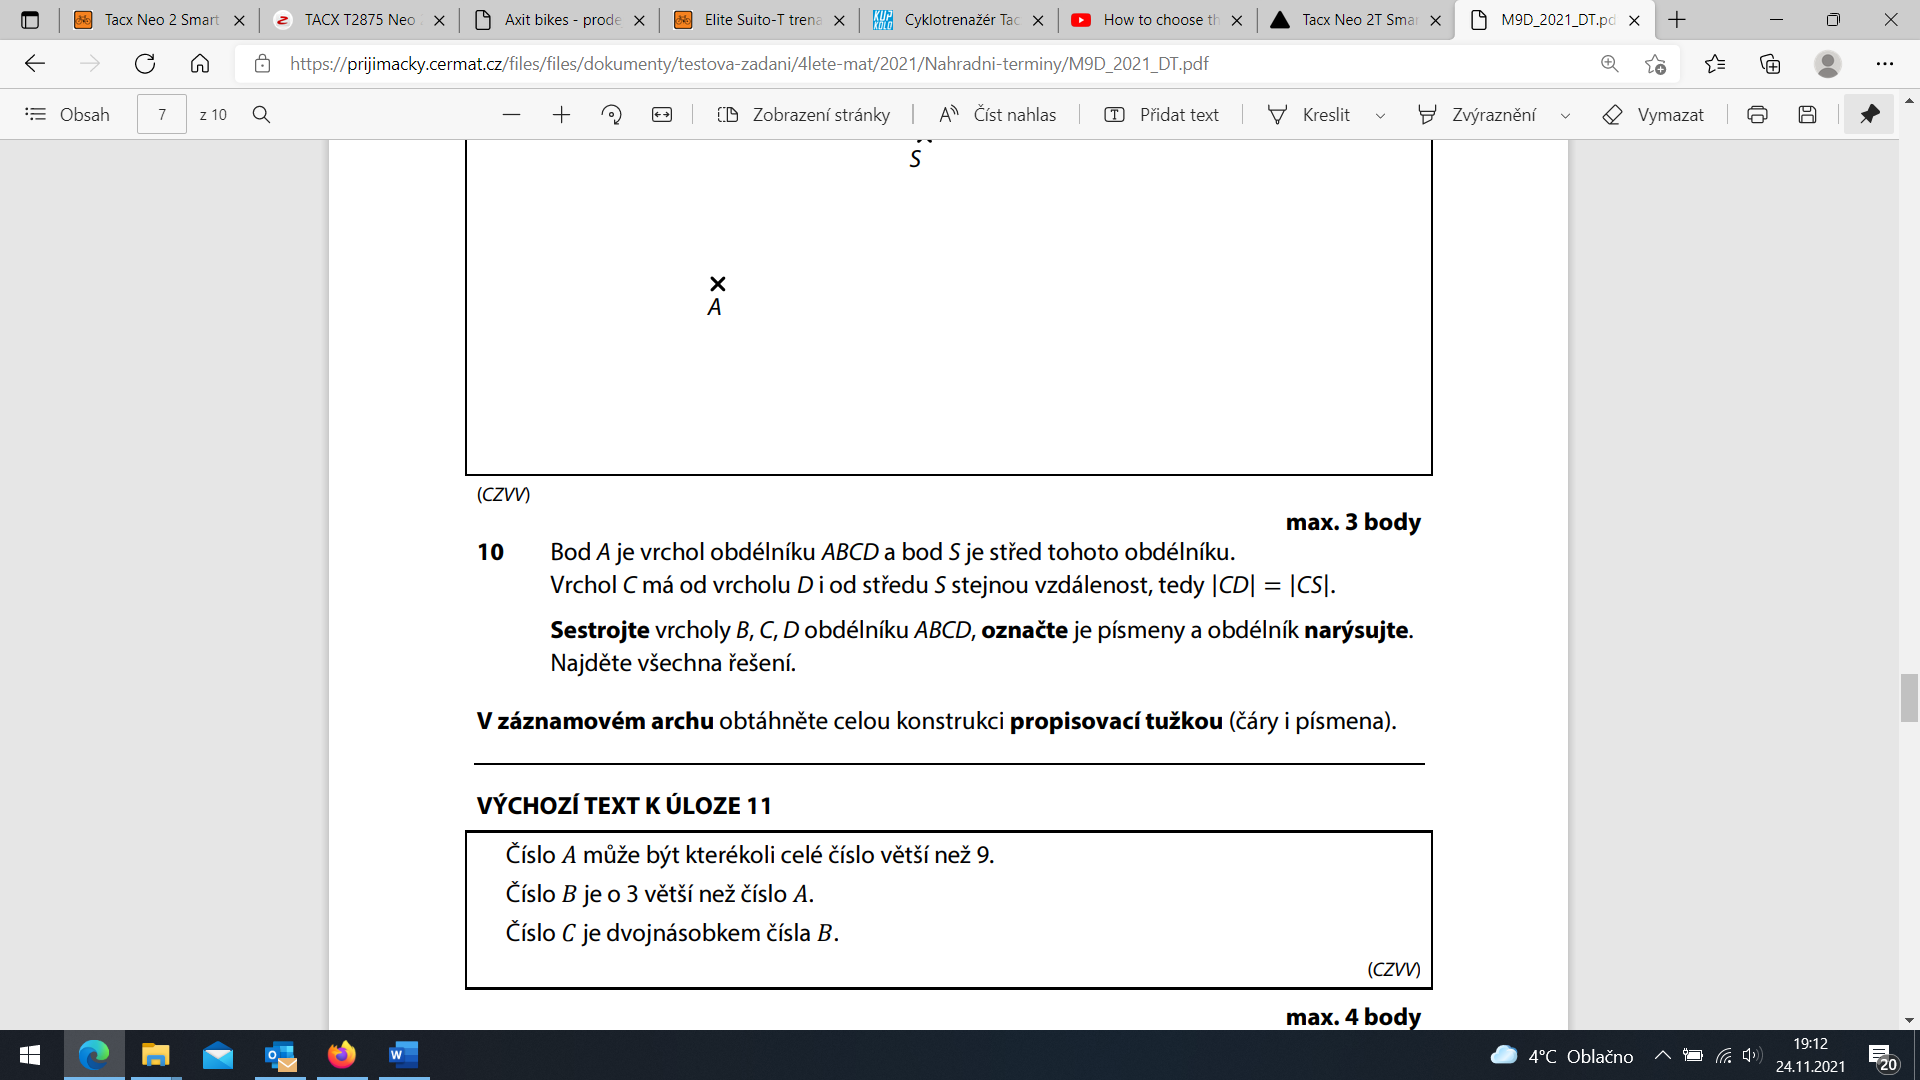 Tacx Neo 2 Smart
TACX T2875 Neo 2
Axit bikes - prode
Elite Suito-T trena
KUP KOLO
Cyklotrenažér Tac
How to choose th
Tacx Neo 2T Smar
M9D_2021_DT.pd
https://prijimacky.cermat.cz/files/files/dokumenty/testova-zadani/4lete-mat/2021/Nahradni-terminy/M9D_2021_DT.pdf
Obsah 7 z 10 Zobrazení stránky Číst nahlas Přidat text Kreslit Zvýraznění Vymazat
S
A
(CZVV)
max. 3 body
10 Bod A je vrchol obdélníku ABCD a bod S je střed tohoto obdélníku.
Vrchol C má od vrcholu D i od středu S stejnou vzdálenost, tedy |CD| = |CS|.
Sestrojte vrcholy B, C, D obdélníku ABCD, označte je písmeny a obdélník narýsujte.
Najděte všechna řešení.
V záznamovém archu obtáhněte celou konstrukci propisovací tužkou (čáry i písmena).
VÝCHOZÍ TEXT K ÚLOZE 11
Číslo A může být kterékoli celé číslo větší než 9.
Číslo B je o 3 větší než číslo A.
Číslo C je dvojnásobkem čísla B.
(CZVV)
max. 4 body
4°C Oblačno
19:12
24.11.2021
20